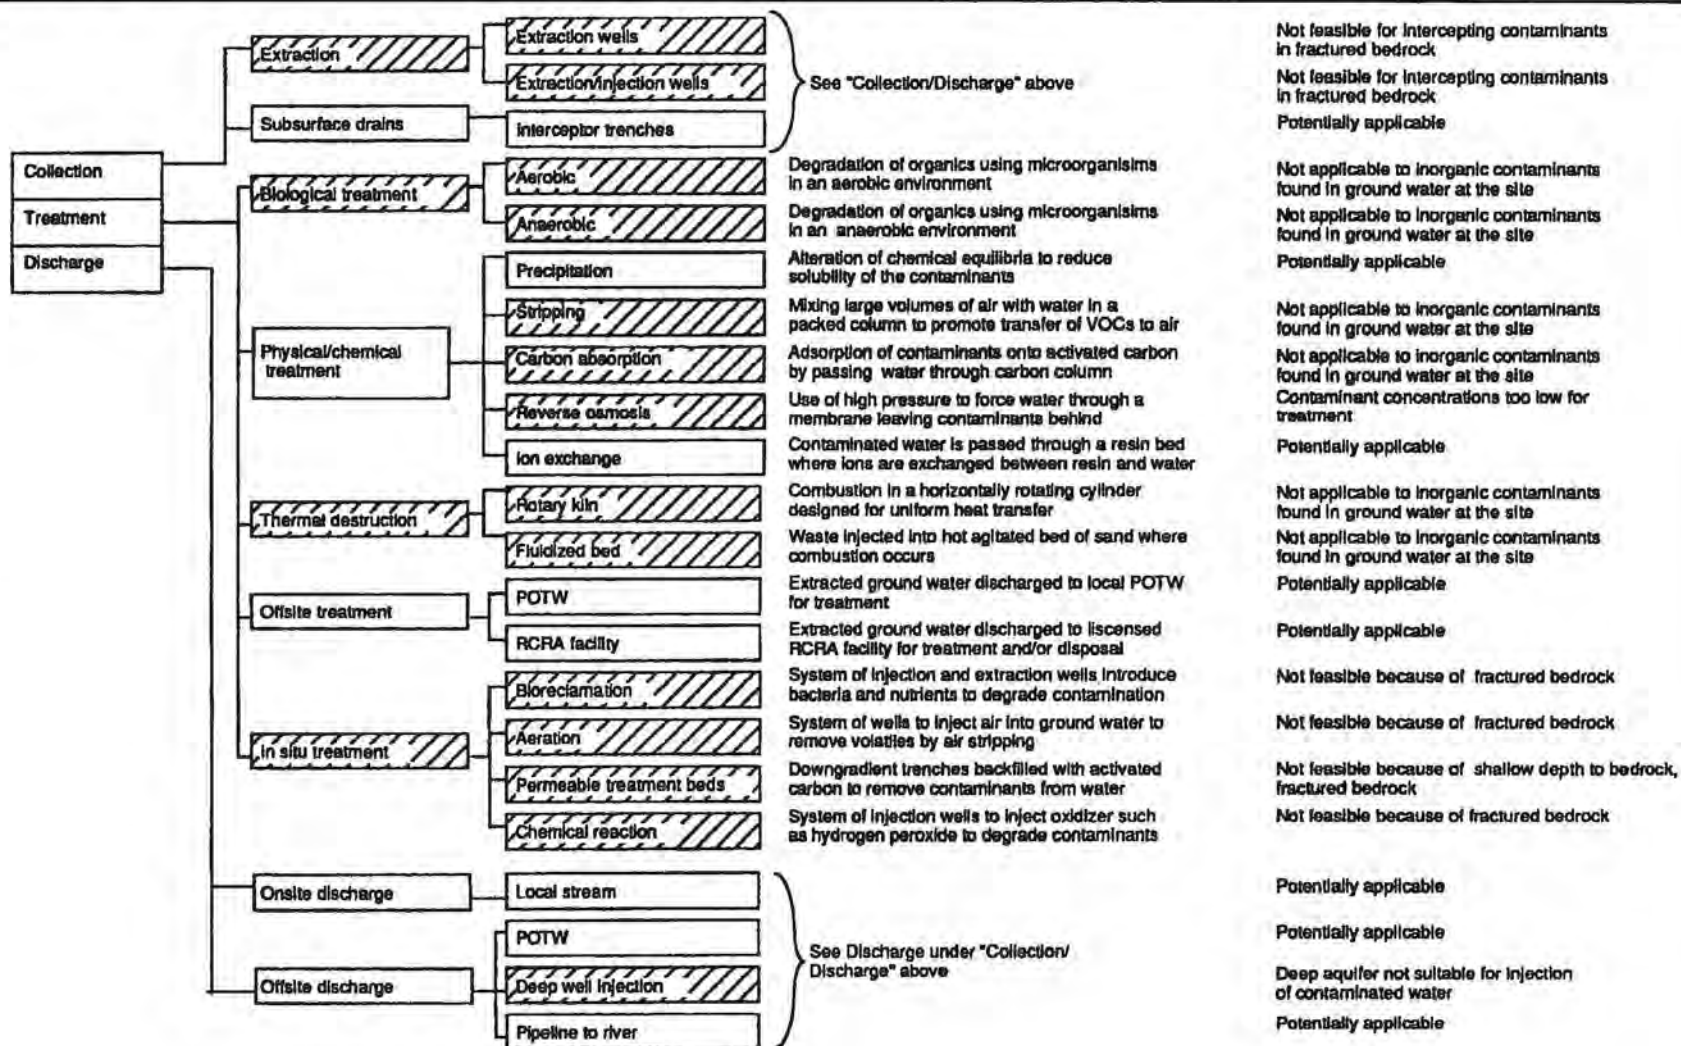 Collection
Treatment
Discharge
Extraction
Extraction wells
Not feasible for intercepting contaminants
in fractured bedrock
Extraction/injection wells
Not feasible for intercepting contaminants
in fractured bedrock
See "Collection/Discharge" above
Subsurface drains
Interceptor trenches
Potentially applicable
Biological treatment
Aerobic
Degradation of organics using microorganisims
in an aerobic environment
Not applicable to inorganic contaminants
found in ground water at the site
Anaerobic
Degradation of organics using microorganisims
in an anaerobic environment
Not applicable to inorganic contaminants
found in ground water at the site
Physical/chemical
treatment
Precipitation
Alteration of chemical equilibria to reduce
solubility of the contaminants
Potentially applicable
Stripping
Mixing large volumes of air with water in a
packed column to promote transfer of VOCs to air
Not applicable to inorganic contaminants
found in ground water at the site
Carbon absorption
Adsorption of contaminants onto activated carbon
by passing water through carbon column
Not applicable to inorganic contaminants
found in ground water at the site
Reverse osmosis
Use of high pressure to force water through a
membrane leaving contaminants behind
Contaminant concentrations too low for
treatment
Ion exchange
Contaminated water is passed through a resin bed
where ions are exchanged between resin and water
Potentially applicable
Thermal destruction
Rotary kiln
Combustion in a horizontally rotating cylinder
designed for uniform heat transfer
Not applicable to inorganic contaminants
found in ground water at the site
Fluidized bed
Waste injected into hot agitated bed of sand where
combustion occurs
Not applicable to inorganic contaminants
found in ground water at the site
Offsite treatment
POTW
Extracted ground water discharged to local POTW
for treatment
Potentially applicable
RCRA facility
Extracted ground water discharged to liscensed
RCRA facility for treatment and/or disposal
Potentially applicable
In situ treatment
Bioreclamation
System of injection and extraction wells introduce
bacteria and nutrients to degrade contamination
Not feasible because of fractured bedrock
Aeration
System of wells to inject air into ground water to
remove volatiles by air stripping
Not feasible because of fractured bedrock
Permeable treatment beds
Downgradient trenches backfilled with activated
carbon to remove contaminants from water
Not feasible because of shallow depth to bedrock,
fractured bedrock
Chemical reaction
System of injection wells to inject oxidizer such
as hydrogen peroxide to degrade contaminants
Not feasible because of fractured bedrock
Onsite discharge
Local stream
Potentially applicable
Offsite discharge
POTW
Potentially applicable
See Discharge under "Collection/
Discharge" above
Deep well injection
Deep aquifer not suitable for injection
of contaminated water
Pipeline to river
Potentially applicable